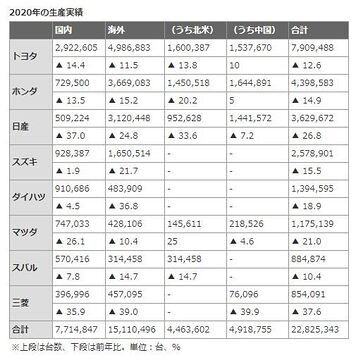 2020年の生産実績
国内 海外 (うち北米) (うち中国) 合計
トヨタ 2,922,605 4,986,883 1,600,387 1,537,670 7,909,488
▲ 14.4 ▲ 11.5 ▲ 13.8 10 ▲ 12.6
ホンダ 729,500 3,669,083 1,450,818 1,644,891 4,398,583
▲ 13.5 ▲ 15.2 ▲ 20.2 5 ▲ 14.9
日産 509,224 3,120,448 952,628 1,441,572 3,629,672
▲ 37.0 ▲ 24.8 ▲ 33.6 ▲ 7.2 ▲ 26.8
スズキ 928,387 1,650,514 - - 2,578,901
▲ 1.9 ▲ 21.7 - - ▲ 15.5
ダイハツ 910,686 483,909 - - 1,394,595
▲ 4.5 ▲ 36.8 - - ▲ 18.9
マツダ 747,033 428,106 145,611 218,526 1,175,139
▲ 26.1 ▲ 10.4 25 ▲ 4.6 ▲ 21.0
スバル 570,416 314,458 314,458 - 884,874
▲ 7.8 ▲ 14.7 ▲ 14.7 - ▲ 10.4
三菱 396,996 457,095 - 76,096 854,091
▲ 35.9 ▲ 39.0 - ▲ 39.9 ▲ 37.6
合計 7,714,847 15,110,496 4,463,602 4,918,755 22,825,343
※上段は台数、下段は前年比。単位:台、%